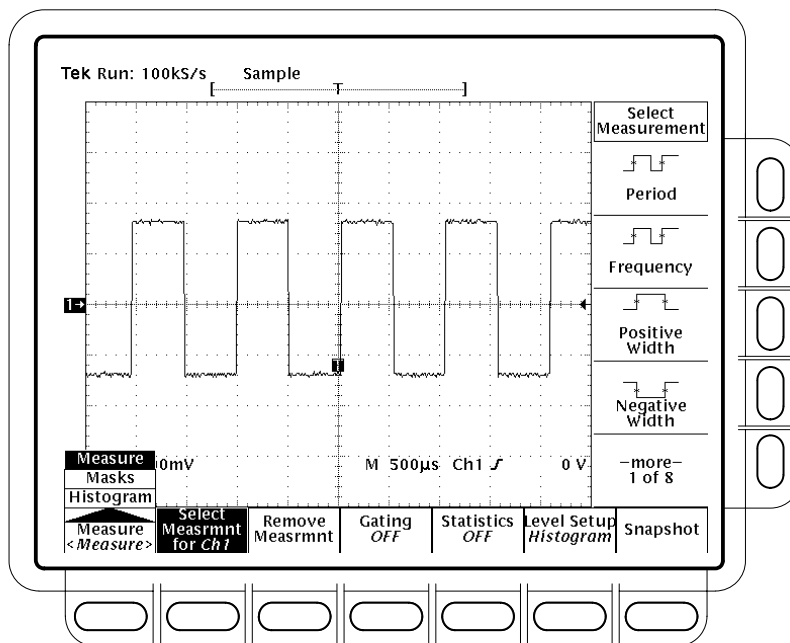 Tek Run: 100kS/s Sample
[ T ]
Select
Measurement
Period
Frequency
Positive
Width
Negative
Width
–more–
1 of 8
1→
T
0mV M 500µs Ch1 0 V
Measure
Masks
Histogram
Measure
<Measure>
Select
Measrmnt
for Ch1
Remove
Measrmnt
Gating
OFF
Statistics
OFF
Level Setup
Histogram
Snapshot